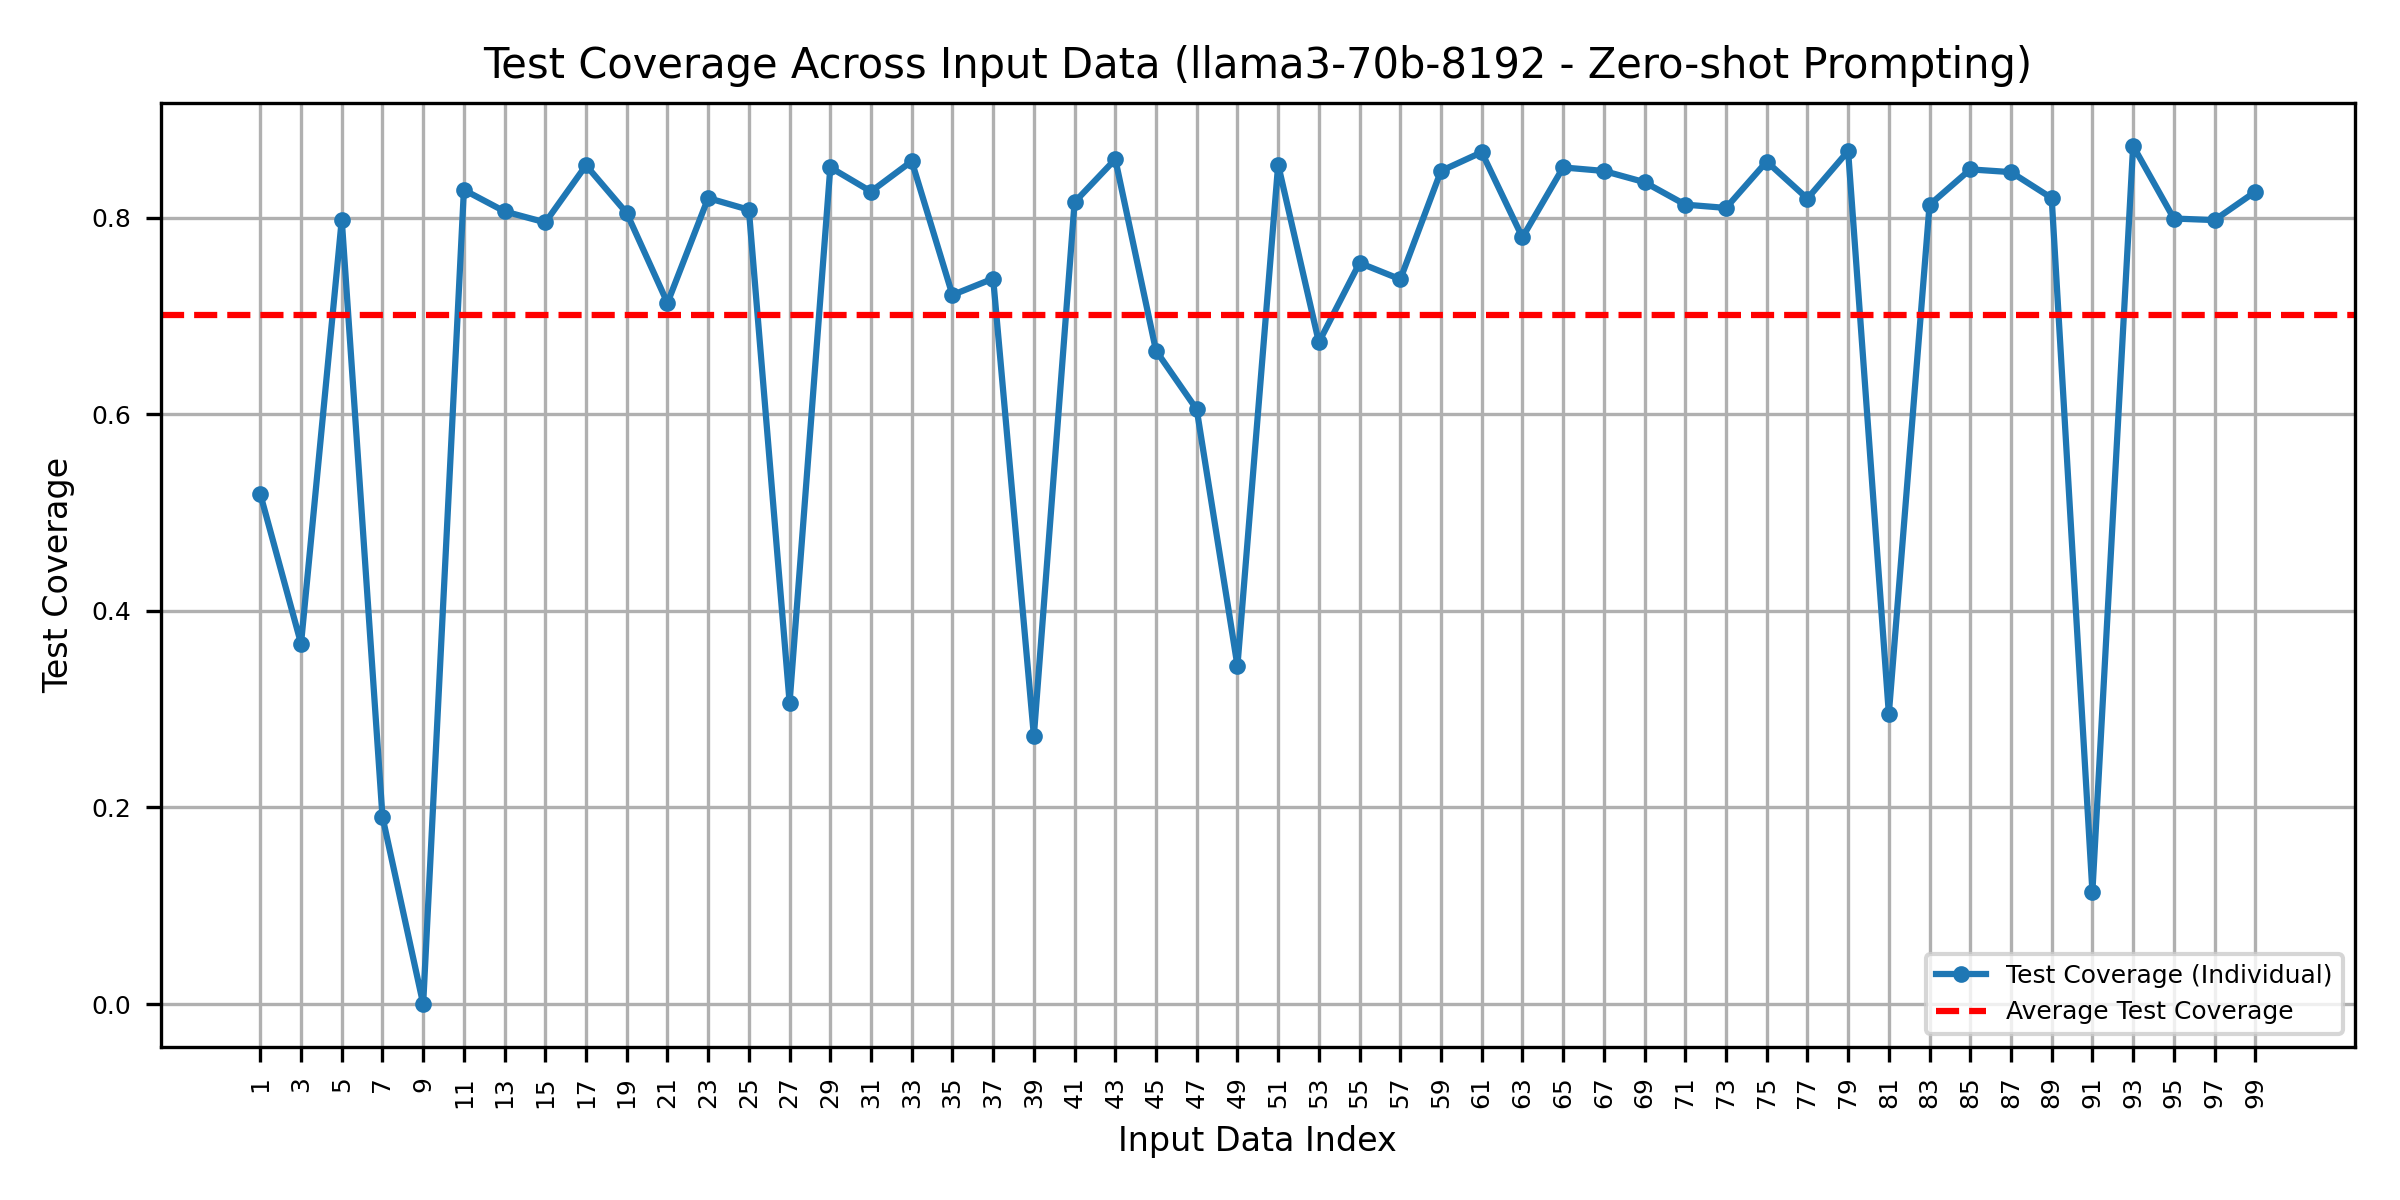 Test Coverage Across Input Data (llama3-70b-8192 - Zero-shot Prompting)
Test Coverage
0.8
0.6
0.4
0.2
0.0
Test Coverage (Individual)
Average Test Coverage
1 3 5 7 9 11 13 15 17 19 21 23 25 27 29 31 33 35 37 39 41 43 45 47 49 51 53 55 57 59 61 63 65 67 69 71 73 75 77 79 81 83 85 87 89 91 93 95 97 99
Input Data Index